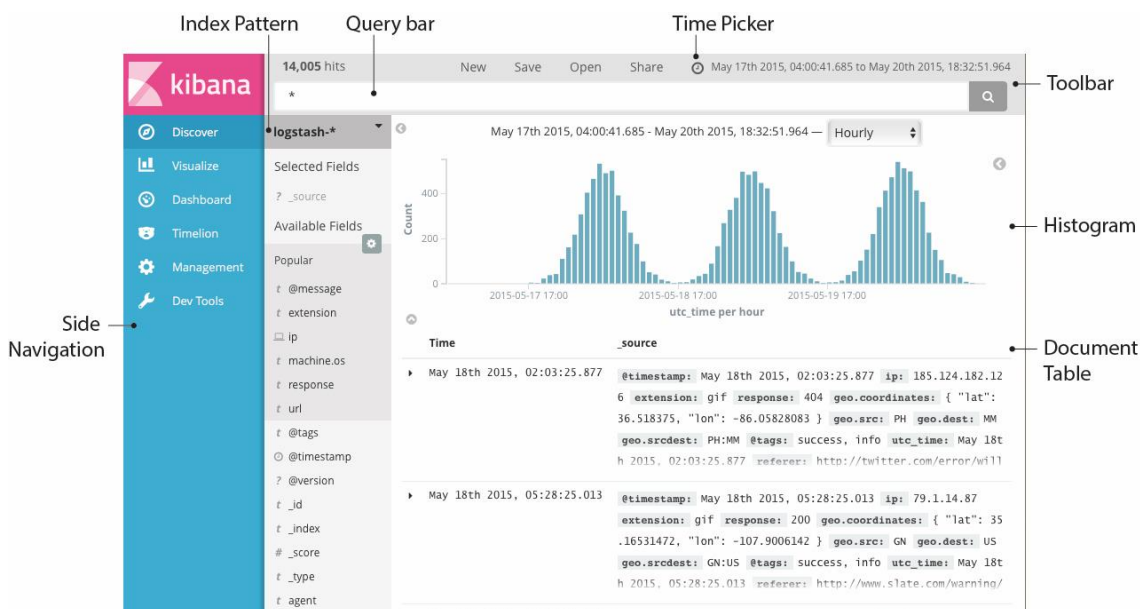 Index Pattern
Query bar
Time Picker
kibana
14,005 hits
New
Save
Open
Share
May 17th 2015, 04:00:41.685 to May 20th 2015, 18:32:51.964
*
Toolbar
Discover
Visualize
Dashboard
Timelion
Management
Dev Tools
Side
Navigation
logstash-*
Selected Fields
? _source
Available Fields
Popular
t @message
t extension
ip
t machine.os
t response
t url
t @tags
@timestamp
? @version
t _id
t _index
# _score
t _type
t agent
May 17th 2015, 04:00:41.685 - May 20th 2015, 18:32:51.964 —
Hourly
Count
400
200
0
2015-05-17 17:00
2015-05-18 17:00
2015-05-19 17:00
utc_time per hour
Histogram
Time
_source
Document
Table
May 18th 2015, 02:03:25.877
@timestamp: May 18th 2015, 02:03:25.877 ip: 185.124.182.12
6 extension: gif response: 404 geo.coordinates: { "lat":
36.518375, "lon": -86.05828083 } geo.src: PH geo.dest: MM
geo.srcdest: PH:MM @tags: success, info utc_time: May 18t
h 2015, 02:03:25.877 referer: http://twitter.com/error/will
May 18th 2015, 05:28:25.013
@timestamp: May 18th 2015, 05:28:25.013 ip: 79.1.14.87
extension: gif response: 200 geo.coordinates: { "lat": 35
.16531472, "lon": -107.9006142 } geo.src: GN geo.dest: US
geo.srcdest: GN:US @tags: success, info utc_time: May 18t
h 2015, 05:28:25.013 referer: http://www.slate.com/warning/